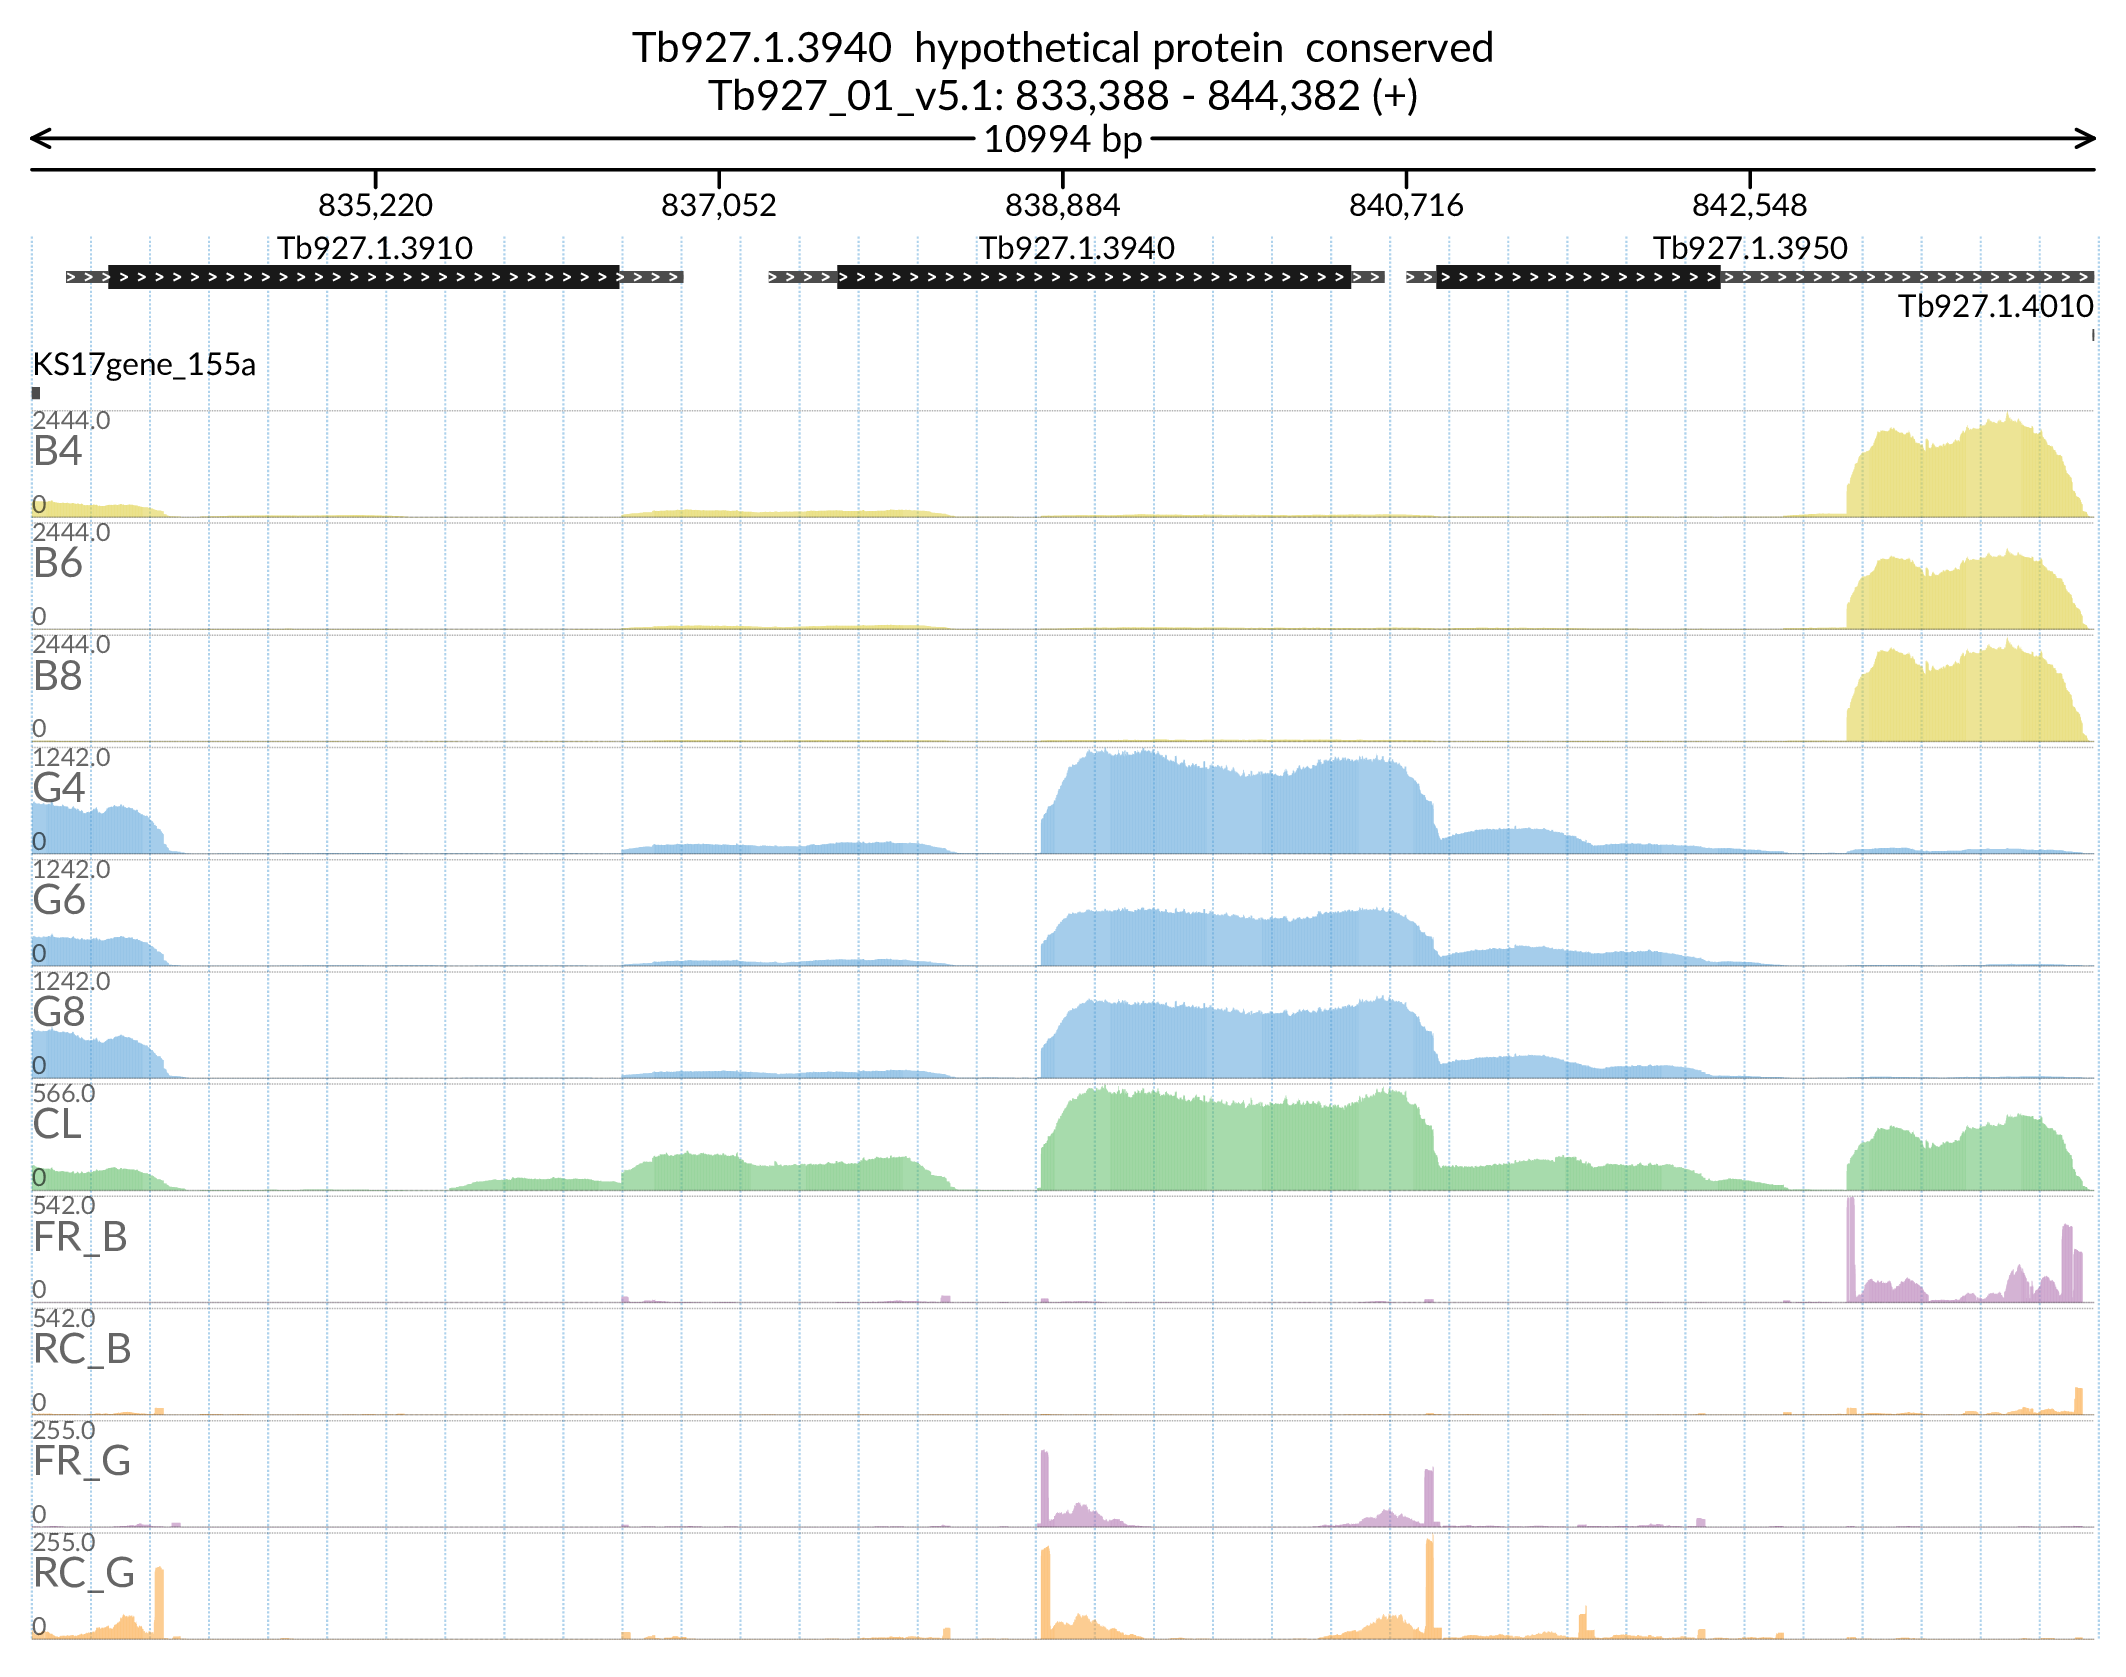 Tb927.1.3940 hypothetical protein conserved
Tb927_01_v5.1: 833,388 - 844,382 (+)
10994 bp
835,220 837,052 838,884 840,716 842,548
Tb927.1.3910 Tb927.1.3940 Tb927.1.3950
Tb927.1.4010
KS17gene_155a
2444.0
B4
0
2444.0
B6
0
2444.0
B8
0
1242.0
G4
0
1242.0
G6
0
1242.0
G8
0
566.0
CL
0
542.0
FR_B
0
542.0
RC_B
0
255.0
FR_G
0
255.0
RC_G
0